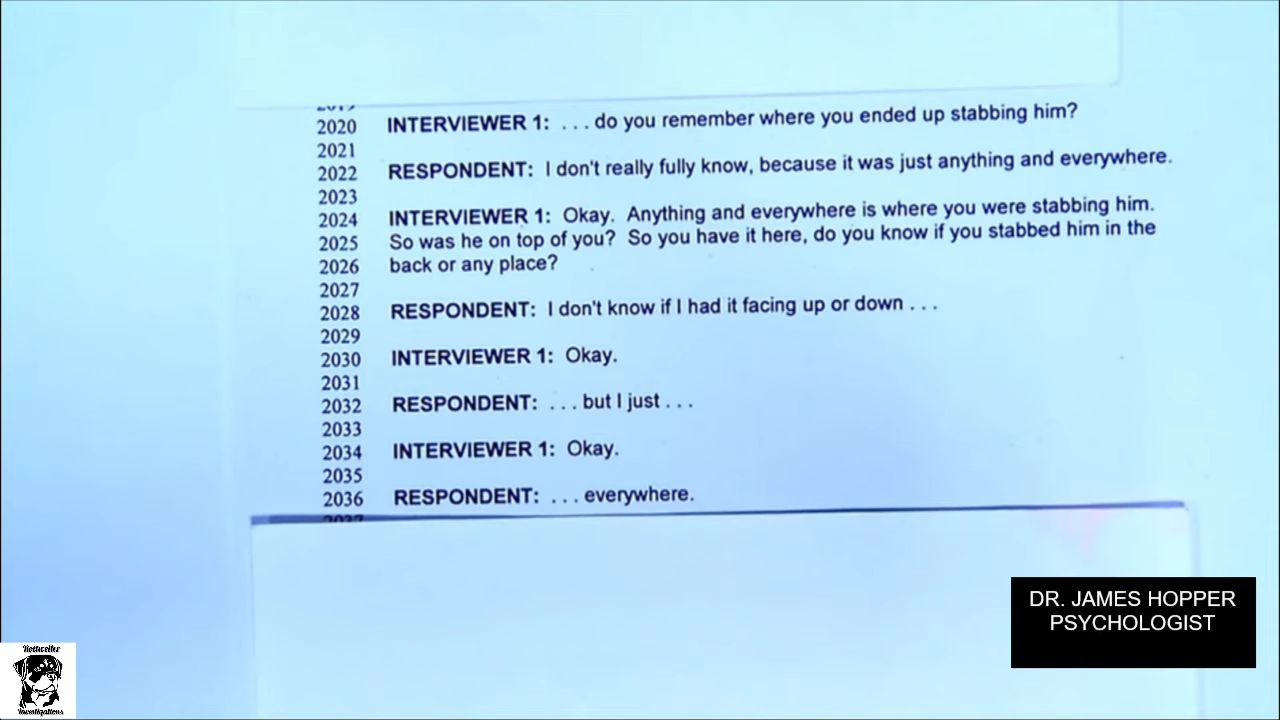 2019
2020 INTERVIEWER 1: . . . do you remember where you ended up stabbing him?
2021
2022 RESPONDENT: I don't really fully know, because it was just anything and everywhere.
2023
2024 INTERVIEWER 1: Okay. Anything and everywhere is where you were stabbing him.
2025 So was he on top of you? So you have it here, do you know if you stabbed him in the
2026 back or any place?
2027
2028 RESPONDENT: I don't know if I had it facing up or down . . .
2029
2030 INTERVIEWER 1: Okay.
2031
2032 RESPONDENT: . . . but I just . . .
2033
2034 INTERVIEWER 1: Okay.
2035
2036 RESPONDENT: . . . everywhere.
2037
DR. JAMES HOPPER
PSYCHOLOGIST
Rottweiler
Investigations